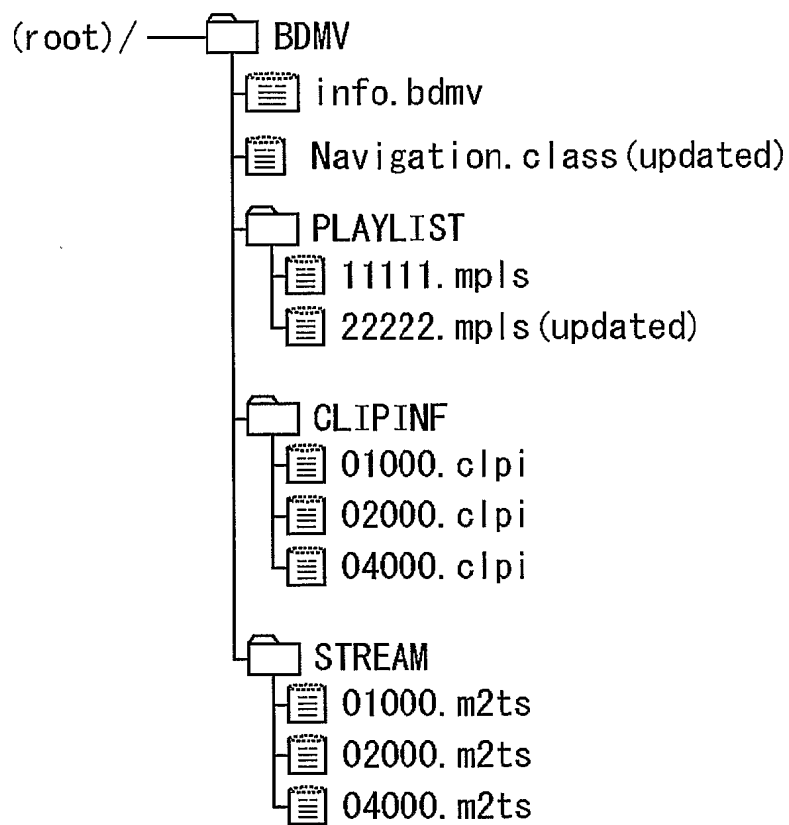 (root)/ BDMV
info.bdmv
Navigation.class(updated)
PLAYLIST
11111.mpls
22222.mpls(updated)
CLIPINF
01000.clpi
02000.clpi
04000.clpi
STREAM
01000.m2ts
02000.m2ts
04000.m2ts